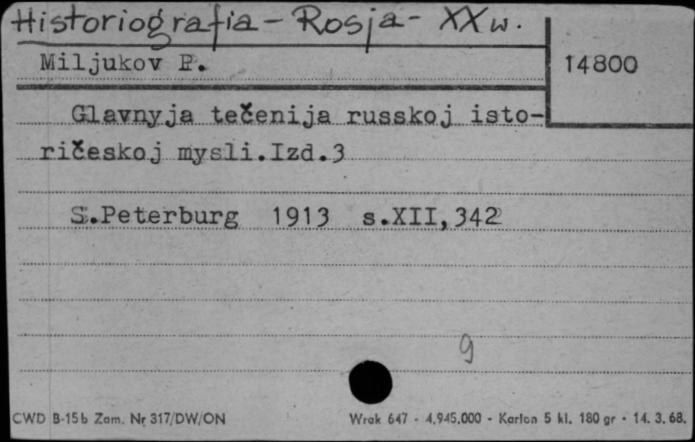 Historiografia - Rosja - XX w.
Miljukov P.
14800
Glavnyja tečenija russkoj isto-
ričeskoj mysli.Izd.3
S.Peterburg 1913 s.XII,342
9
CWD B-15b Zam. Nr 317/DW/ON
Wrak 647 - 4.945.000 - Karton 5 kl. 180 gr - 14. 3. 68.